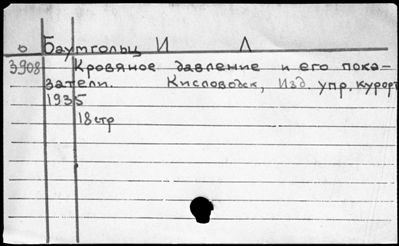 о Баумгольц И Л
3908 Кровяное давление и его пока-
затели. Кисловодск, Изд. упр. курорт
1935
18 стр